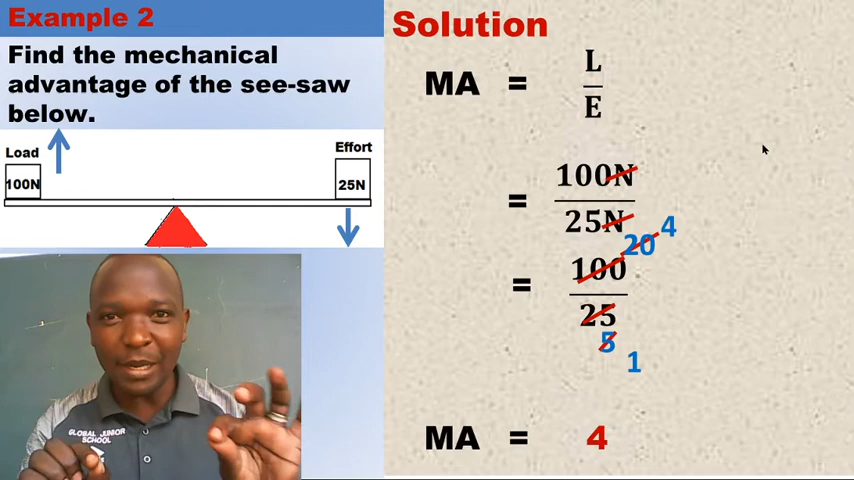 Example 2
Find the mechanical
advantage of the see-saw
below.
Load
Effort
100N
25N
GLOBAL JUNIOR
SCHOOL
Solution
MA = L
E
= 100N
25N
20 4
= 100
25
5 1
MA = 4